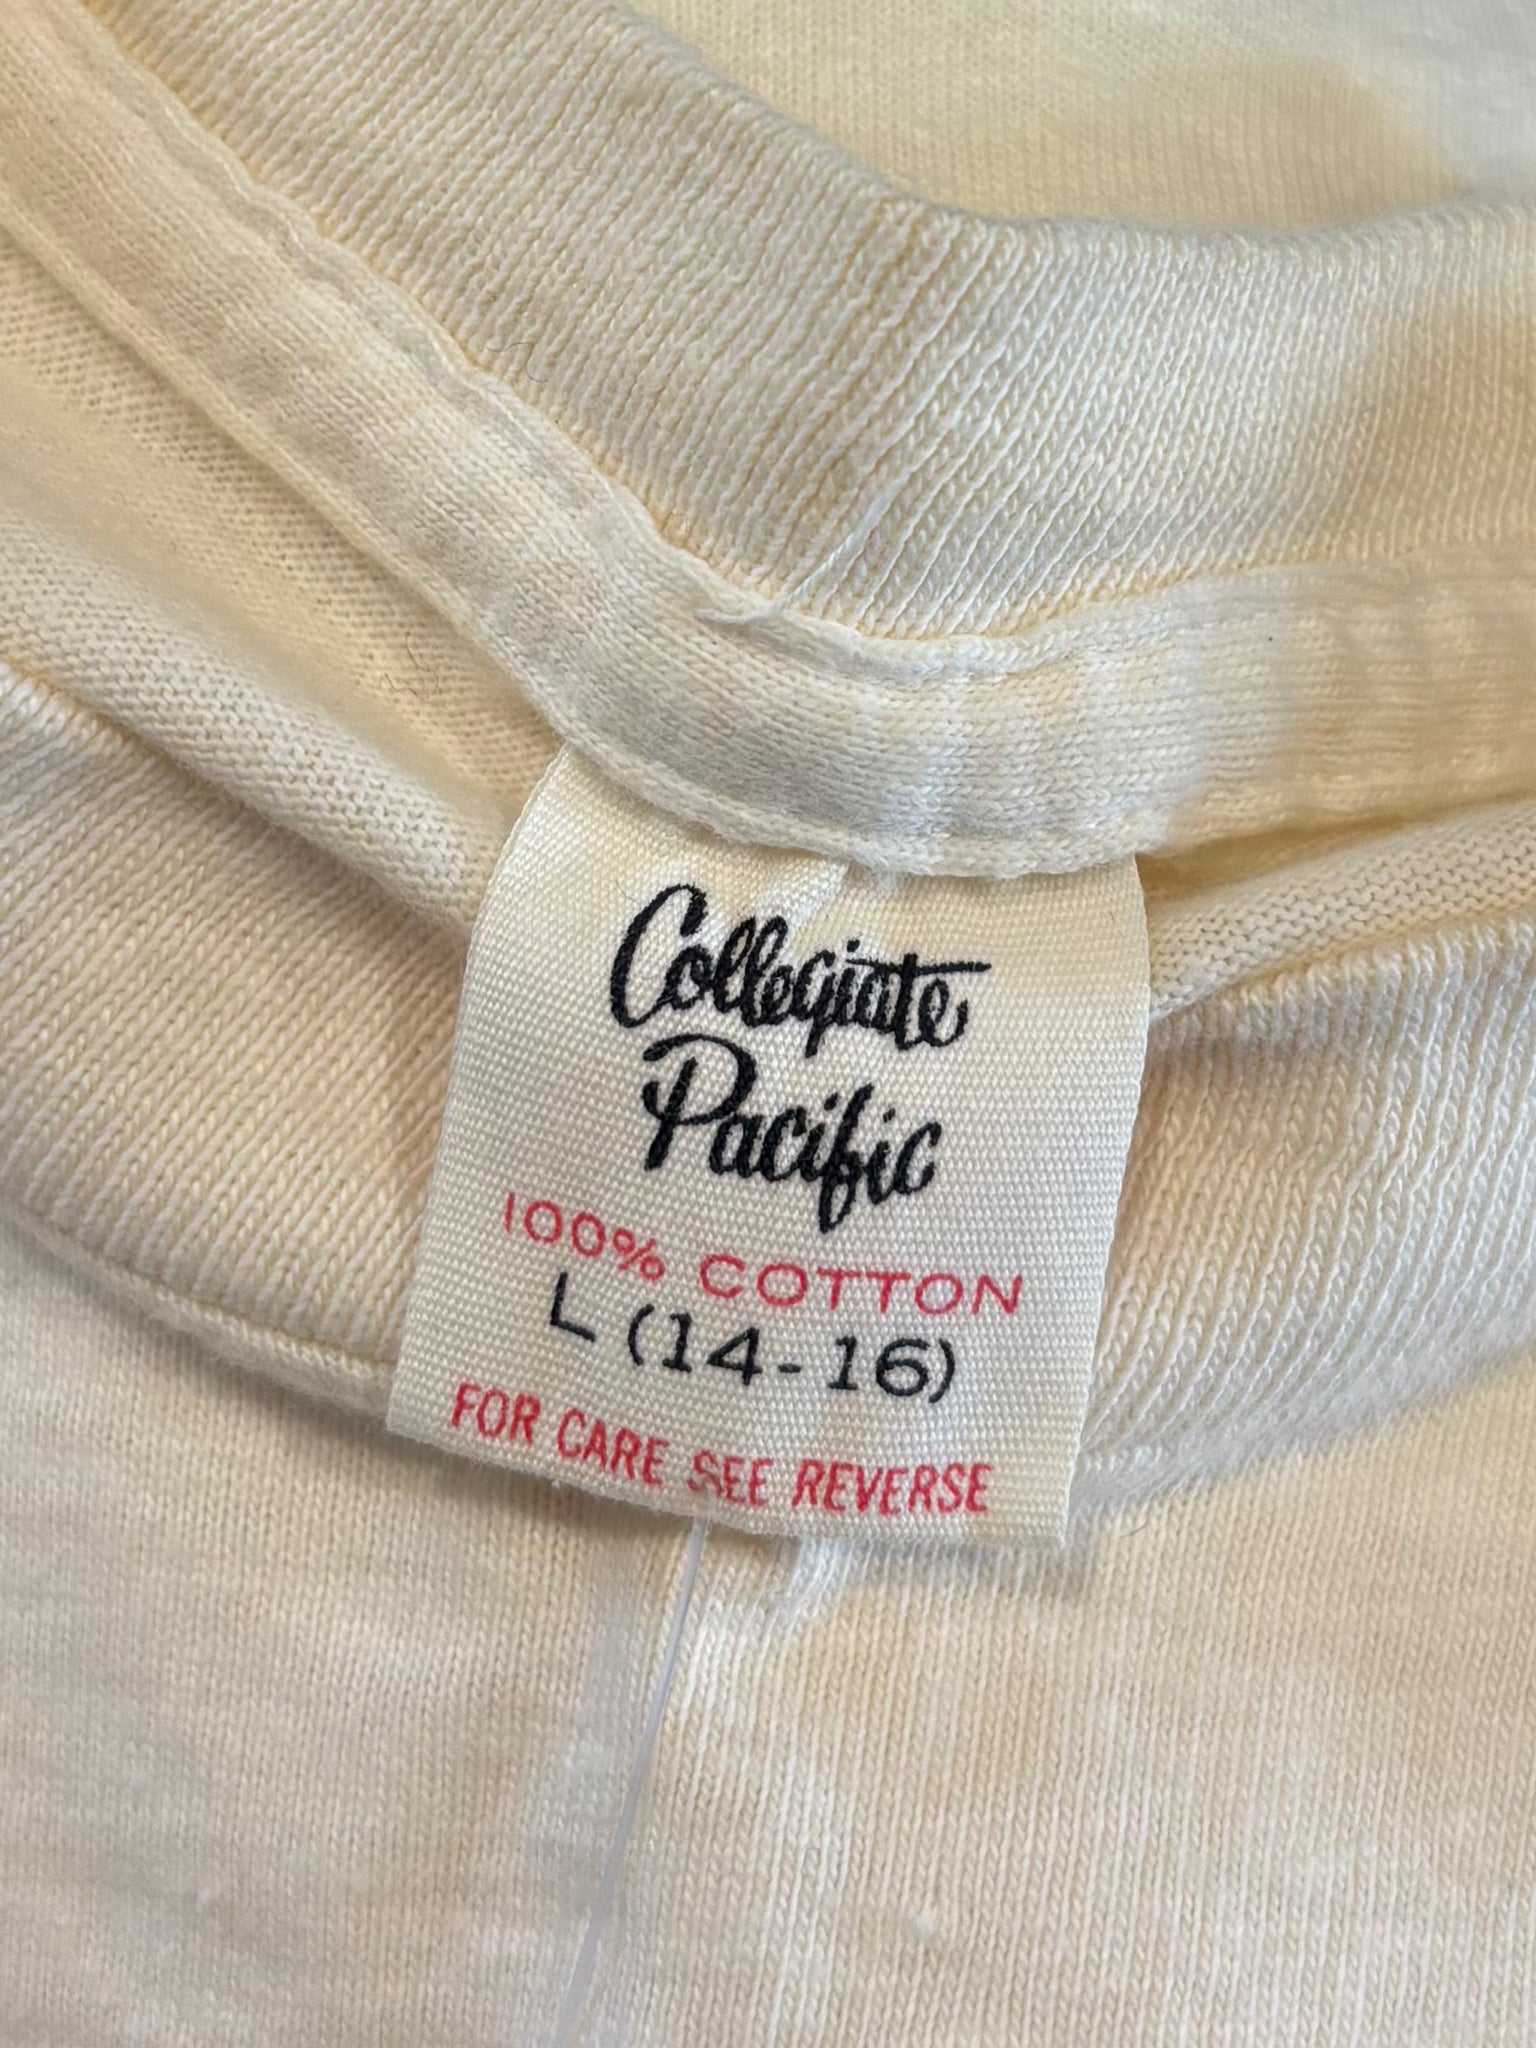 Collegiate
Pacific
100% COTTON
L (14-16)
FOR CARE SEE REVERSE